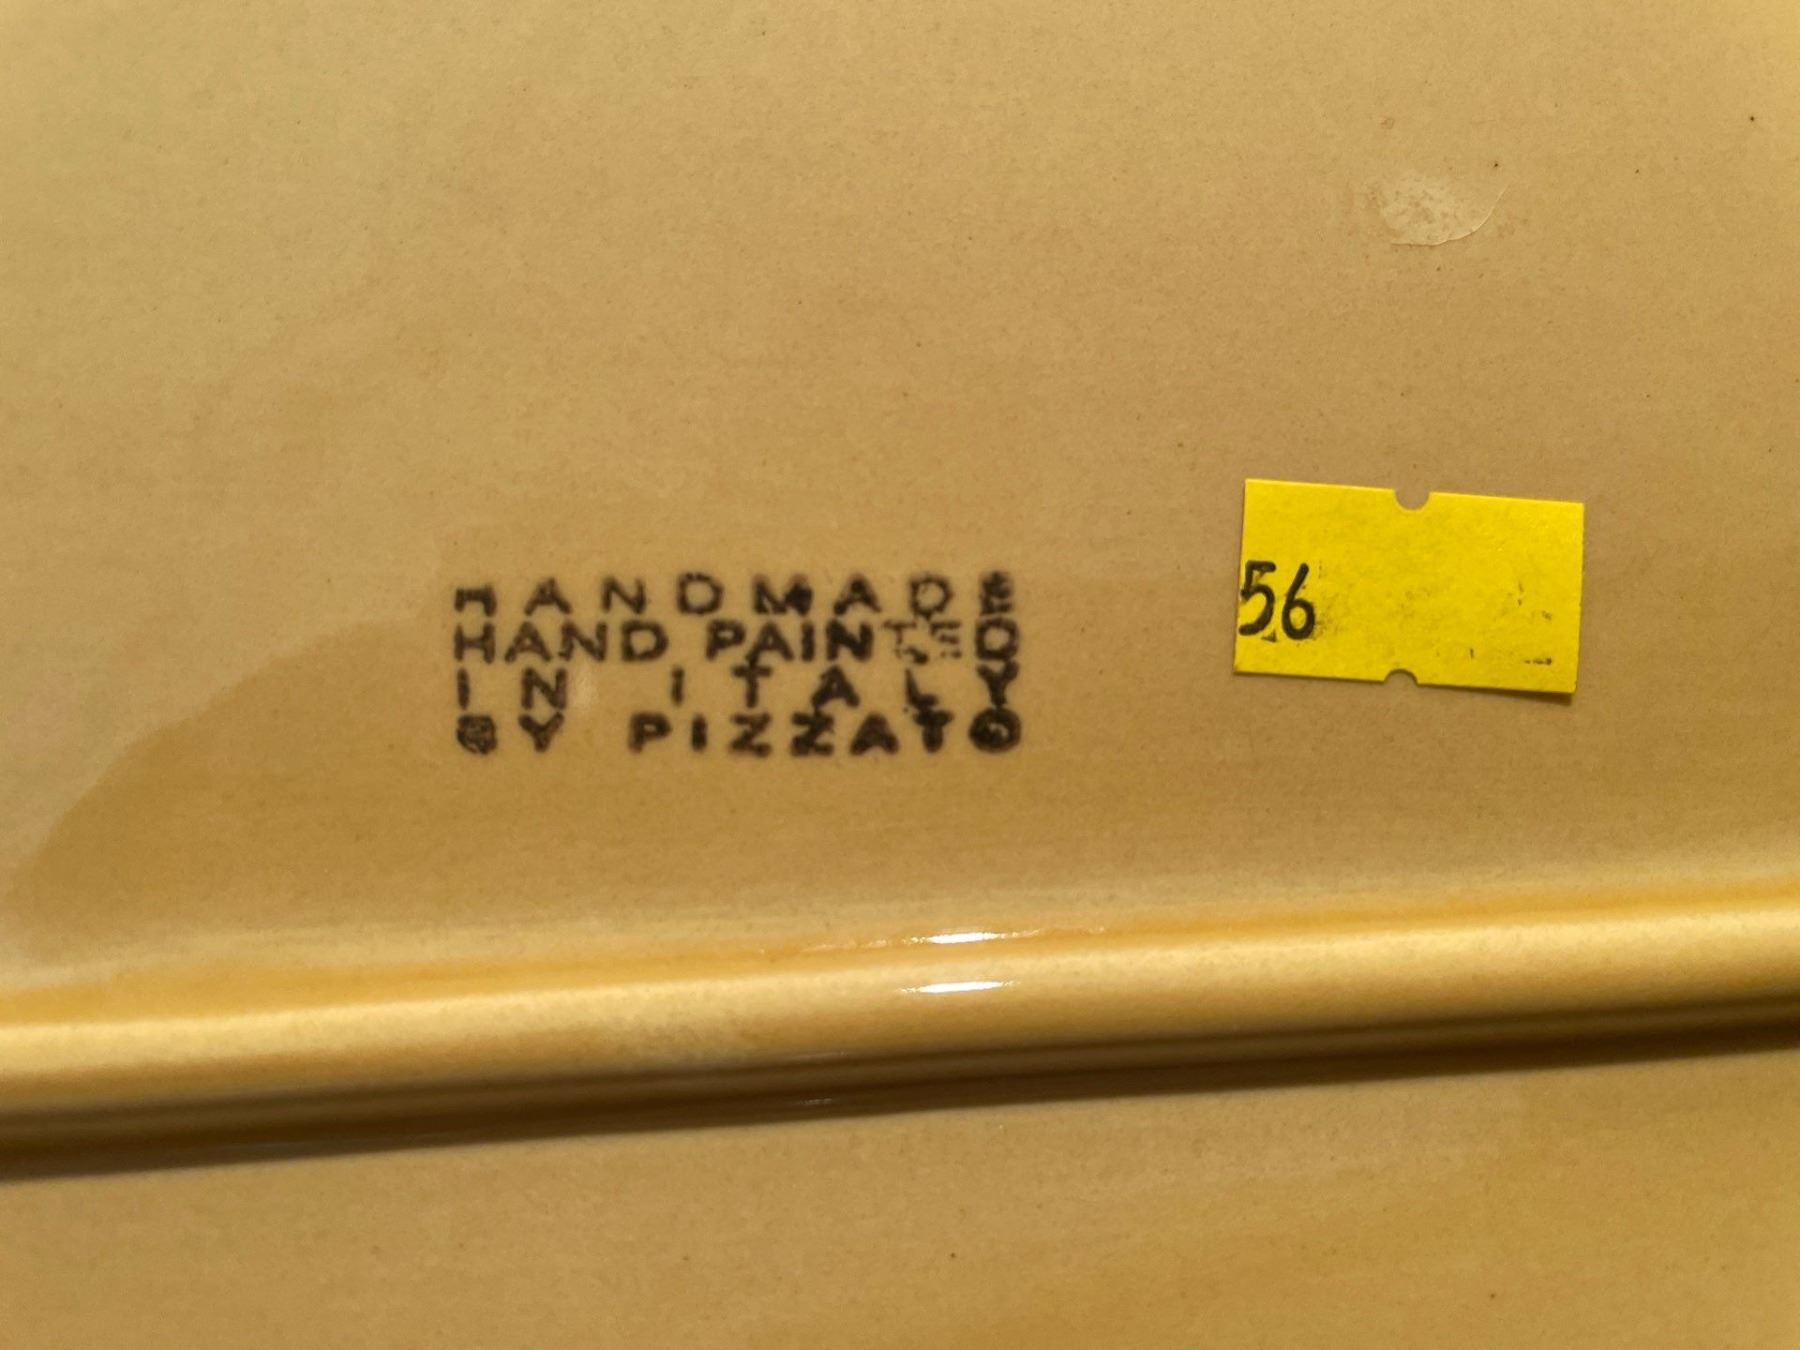 HANDMADE
HAND PAINTED
IN ITALY
BY PIZZATO
56